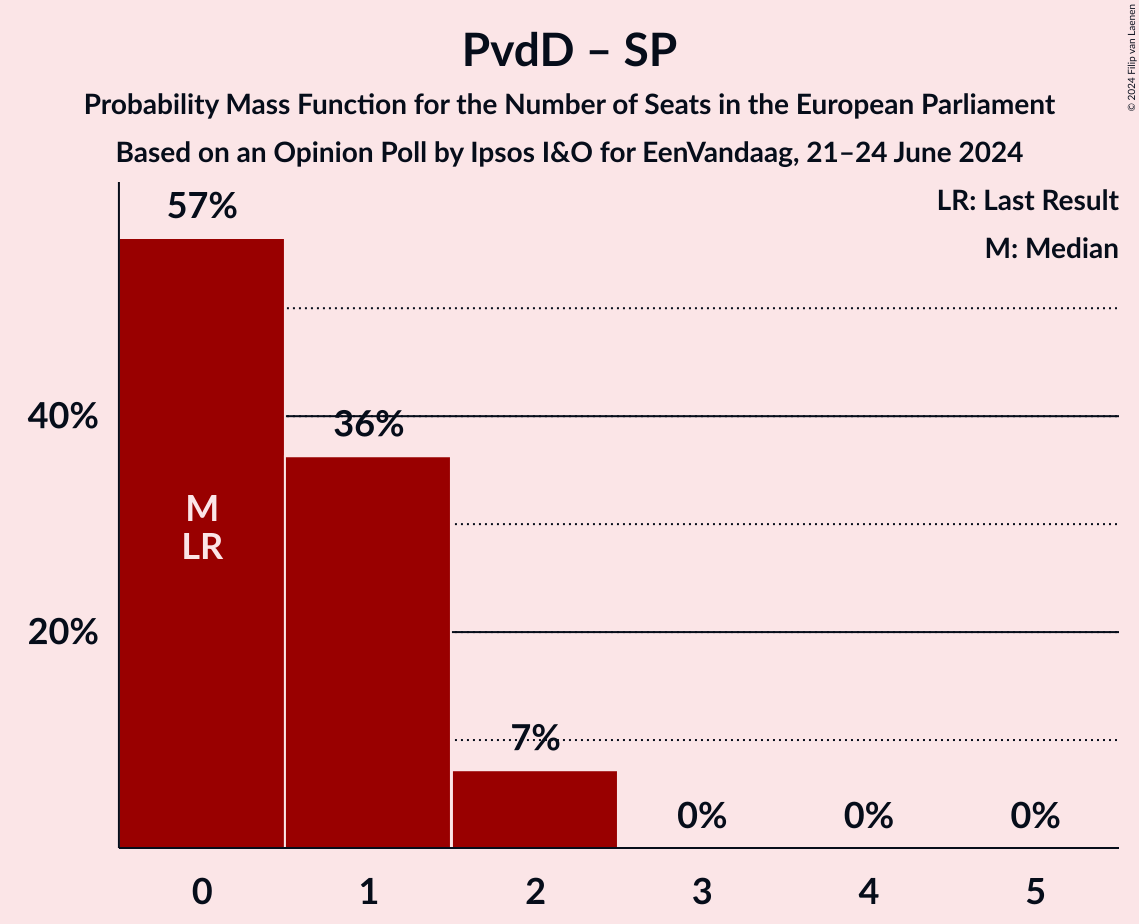 PvdD – SP
Probability Mass Function for the Number of Seats in the European Parliament
Based on an Opinion Poll by Ipsos I&O for EenVandaag, 21–24 June 2024
© 2024 Filip van Laenen
LR: Last Result
M: Median
57%
40%
36%
M
LR
20%
7%
0% 0% 0%
0 1 2 3 4 5